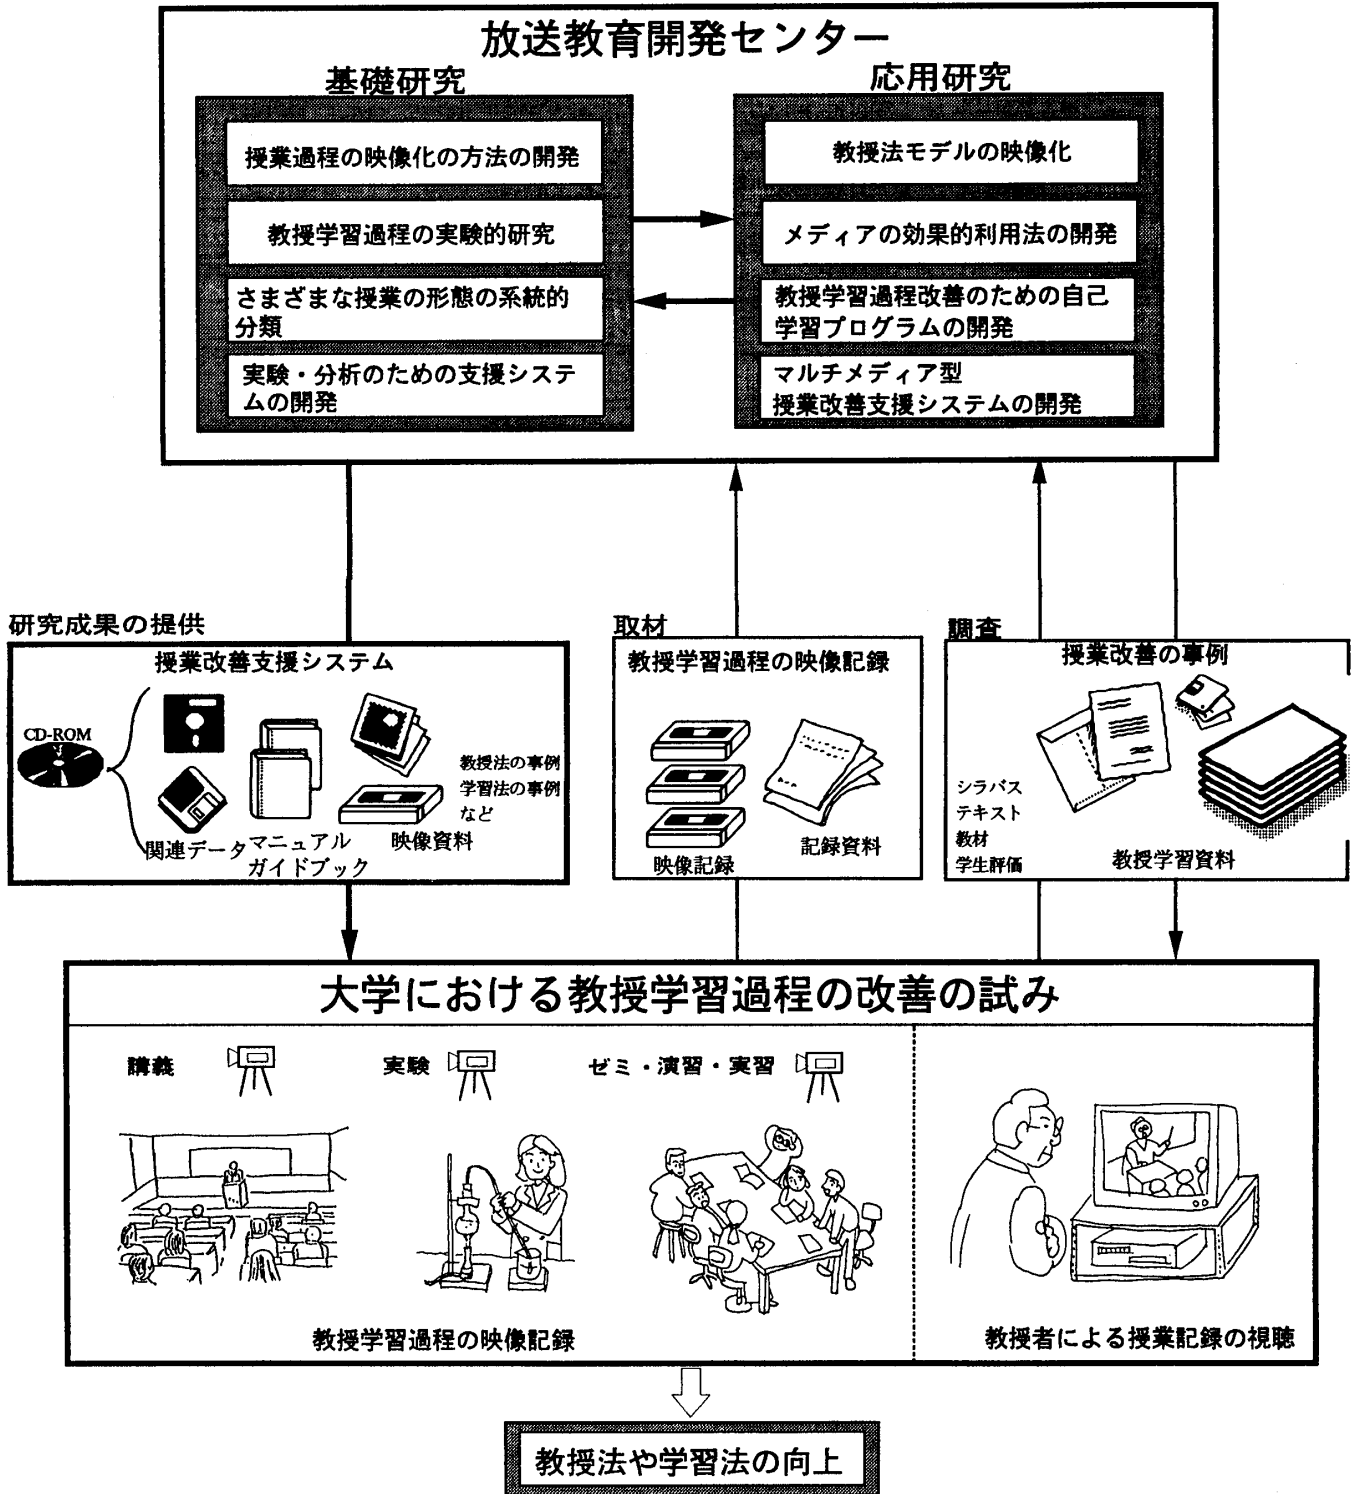 放送教育開発センター
基礎研究
授業過程の映像化の方法の開発
教授学習過程の実験的研究
さまざまな授業の形態の系統的
分類
実験・分析のための支援システ
ムの開発
応用研究
教授法モデルの映像化
メディアの効果的利用法の開発
教授学習過程改善のための自己
学習プログラムの開発
マルチメディア型
授業改善支援システムの開発
研究成果の提供
授業改善支援システム
CD-ROM
教授法の事例
学習法の事例
など
関連データ
マニュアル
ガイドブック
映像資料
取材
教授学習過程の映像記録
映像記録
記録資料
調査
授業改善の事例
シラバス
テキスト
教材
学生評価
教授学習資料
大学における教授学習過程の改善の試み
講義
実験
ゼミ・演習・実習
教授学習過程の映像記録
教授者による授業記録の視聴
教授法や学習法の向上